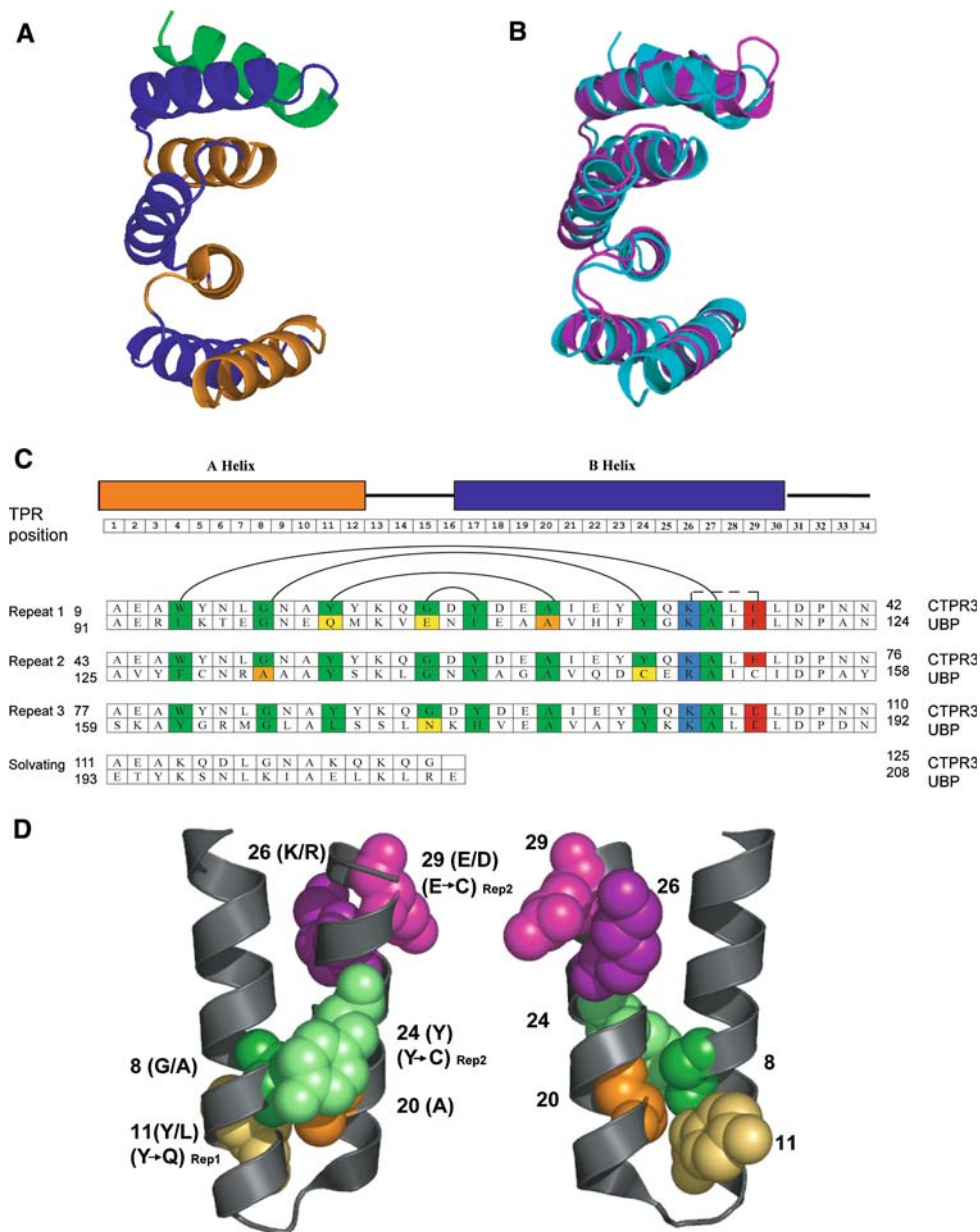 A
B
C
A Helix
B Helix
TPR position
1 2 3 4 5 6 7 8 9 10 11 12 13 14 15 16 17 18 19 20 21 22 23 24 25 26 27 28 29 30 31 32 33 34
Repeat 1 9 A E A W Y N L G N A Y Y K Q G D Y D E A I E Y Y Q K A L E L D P N N 42 CTPR3
91 A E R L K T E G N E Q M K V E N F E A A V H F Y G K A I E L N P A N 124 UBP
Repeat 2 43 A E A W Y N L G N A Y Y K Q G D Y D E A I E Y Y Q K A L E L D P N N 76 CTPR3
125 A V Y F C N R A A A Y S K L G N Y A G A V Q D C E R A I C I D P A Y 158 UBP
Repeat 3 77 A E A W Y N L G N A Y Y K Q G D Y D E A I E Y Y Q K A L E L D P N N 110 CTPR3
159 S K A Y G R M G L A L S S L N K H V E A V A Y Y K K A L E L D P D N 192 UBP
Solvating 111 A E A K Q D L G N A K Q K Q G 125 CTPR3
193 E T Y K S N L K I A E L K L R E 208 UBP
D
26 (K/R)
29 (E/D)
(E→C) Rep2
29
26
24 (Y)
(Y→C) Rep2
24
8 (G/A)
8
20 (A)
20
11(Y/L)
(Y→Q) Rep1
11